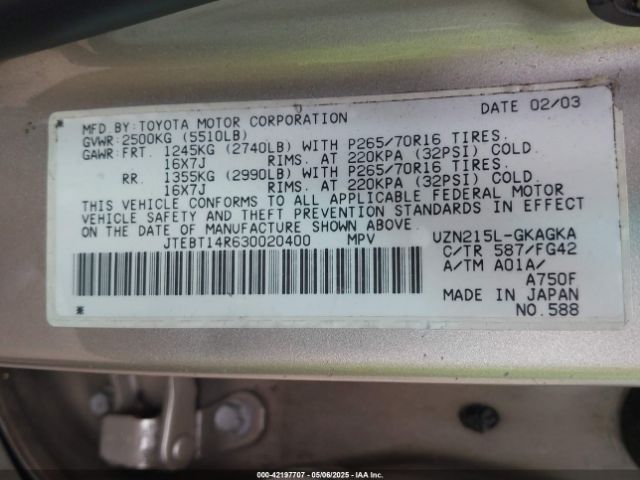 MFD BY: TOYOTA MOTOR CORPORATION DATE 02/03
GVWR: 2500KG (5510LB)
GAWR: FRT. 1245KG (2740LB) WITH P265/70R16 TIRES.
16X7J RIMS. AT 220KPA (32PSI) COLD.
RR. 1355KG (2990LB) WITH P265/70R16 TIRES.
16X7J RIMS. AT 220KPA (32PSI) COLD.
THIS VEHICLE CONFORMS TO ALL APPLICABLE FEDERAL MOTOR
VEHICLE SAFETY AND THEFT PREVENTION STANDARDS IN EFFECT
ON THE DATE OF MANUFACTURE SHOWN ABOVE.
JTEBT14R630020400 MPV UZN215L-GKAGKA
C/TR 587/FG42
A/TM A01A/
A750F
MADE IN JAPAN
NO.588
000-42197707 - 05/06/2025 - IAA Inc.